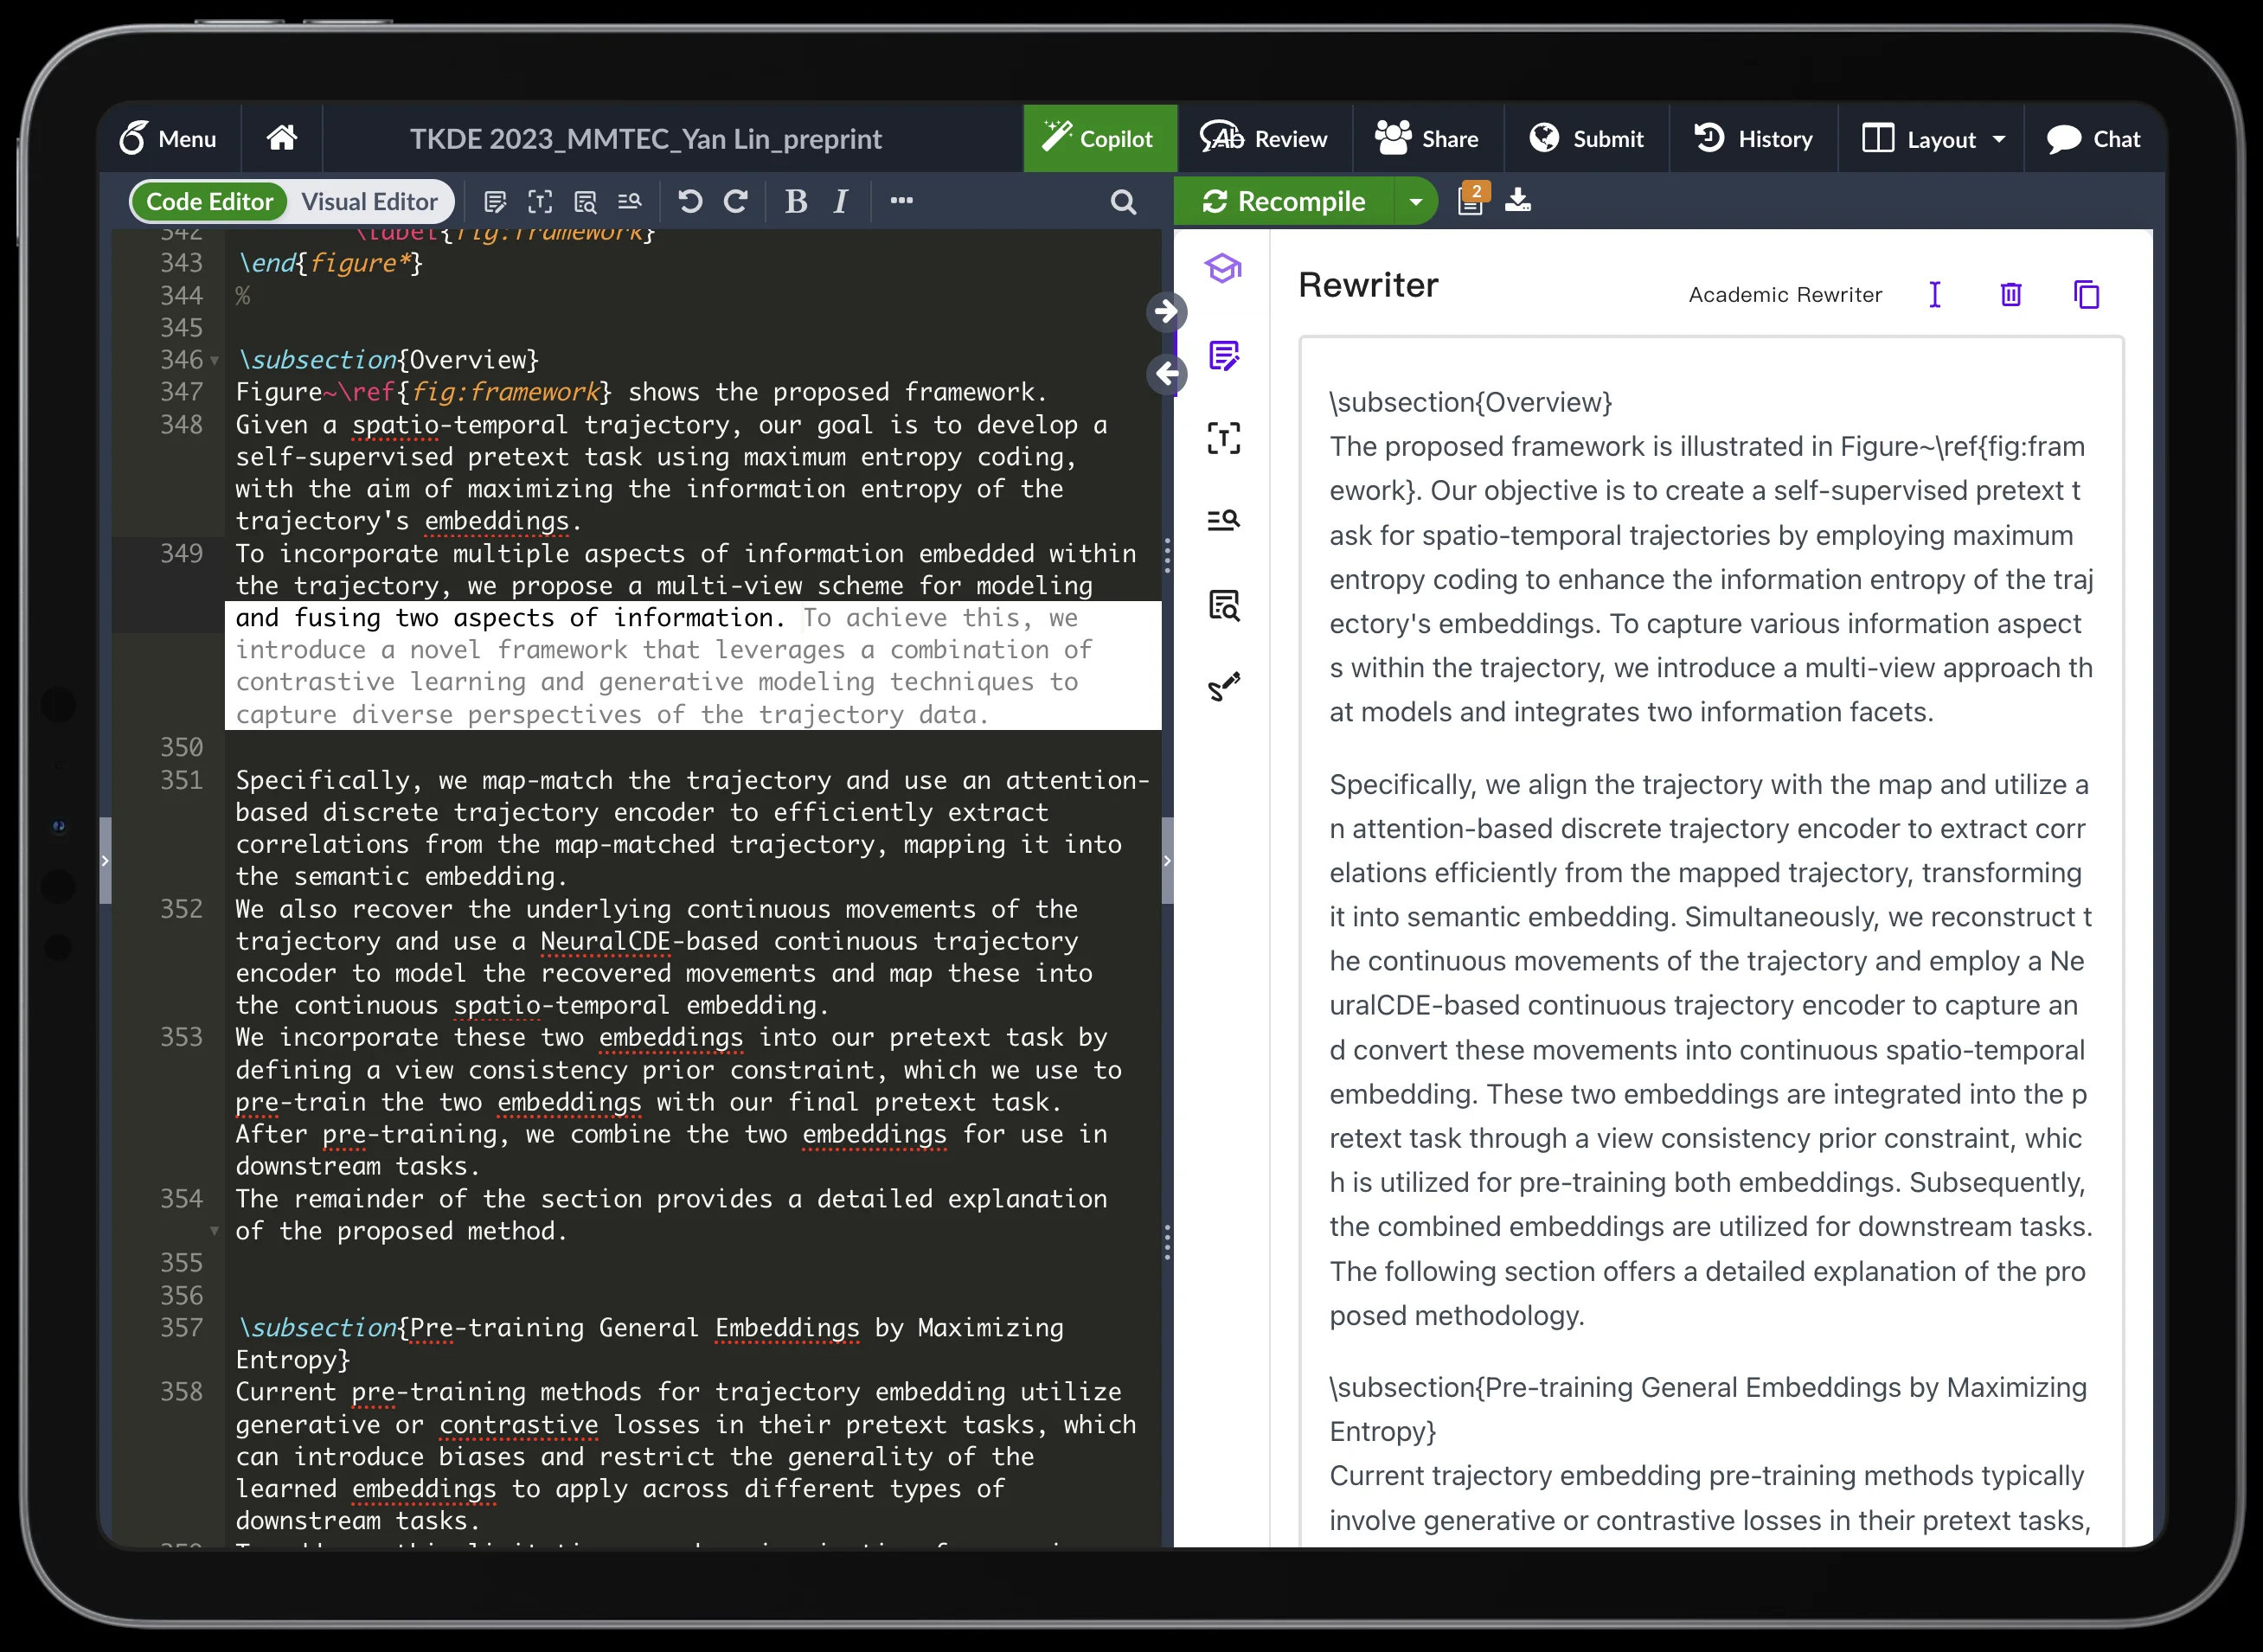 Menu
TKDE 2023_MMTEC_Yan Lin_preprint
Copilot
Review
Share
Submit
History
Layout
Chat
Code Editor
Visual Editor
B I
Recompile
2
342 \label{fig:framework}
343 \end{figure*}
344 %
345
346 \subsection{Overview}
347 Figure~\ref{fig:framework} shows the proposed framework.
348 Given a spatio-temporal trajectory, our goal is to develop a
self-supervised pretext task using maximum entropy coding,
with the aim of maximizing the information entropy of the
trajectory's embeddings.
349 To incorporate multiple aspects of information embedded within
the trajectory, we propose a multi-view scheme for modeling
and fusing two aspects of information. To achieve this, we
introduce a novel framework that leverages a combination of
contrastive learning and generative modeling techniques to
capture diverse perspectives of the trajectory data.
350
351 Specifically, we map-match the trajectory and use an attention-
based discrete trajectory encoder to efficiently extract
correlations from the map-matched trajectory, mapping it into
the semantic embedding.
352 We also recover the underlying continuous movements of the
trajectory and use a NeuralCDE-based continuous trajectory
encoder to model the recovered movements and map these into
the continuous spatio-temporal embedding.
353 We incorporate these two embeddings into our pretext task by
defining a view consistency prior constraint, which we use to
pre-train the two embeddings with our final pretext task.
After pre-training, we combine the two embeddings for use in
downstream tasks.
354 The remainder of the section provides a detailed explanation
of the proposed method.
355
356
357 \subsection{Pre-training General Embeddings by Maximizing
Entropy}
358 Current pre-training methods for trajectory embedding utilize
generative or contrastive losses in their pretext tasks, which
can introduce biases and restrict the generality of the
learned embeddings to apply across different types of
downstream tasks.
Rewriter
Academic Rewriter
\subsection{Overview}
The proposed framework is illustrated in Figure~\ref{fig:fram
ework}. Our objective is to create a self-supervised pretext t
ask for spatio-temporal trajectories by employing maximum
entropy coding to enhance the information entropy of the traj
ectory's embeddings. To capture various information aspect
s within the trajectory, we introduce a multi-view approach th
at models and integrates two information facets.
Specifically, we align the trajectory with the map and utilize a
n attention-based discrete trajectory encoder to extract corr
elations efficiently from the mapped trajectory, transforming
it into semantic embedding. Simultaneously, we reconstruct t
he continuous movements of the trajectory and employ a Ne
uralCDE-based continuous trajectory encoder to capture an
d convert these movements into continuous spatio-temporal
embedding. These two embeddings are integrated into the p
retext task through a view consistency prior constraint, whic
h is utilized for pre-training both embeddings. Subsequently,
the combined embeddings are utilized for downstream tasks.
The following section offers a detailed explanation of the pro
posed methodology.
\subsection{Pre-training General Embeddings by Maximizing
Entropy}
Current trajectory embedding pre-training methods typically
involve generative or contrastive losses in their pretext tasks,